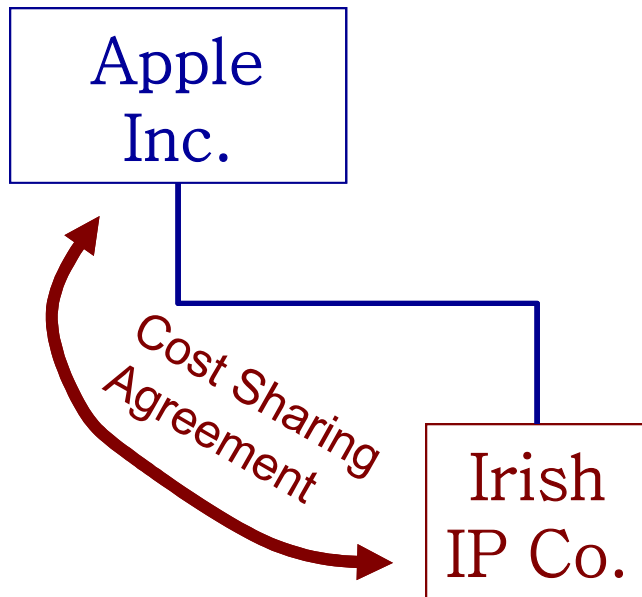 Apple
Inc.
Cost Sharing
Agreement
Irish
IP Co.